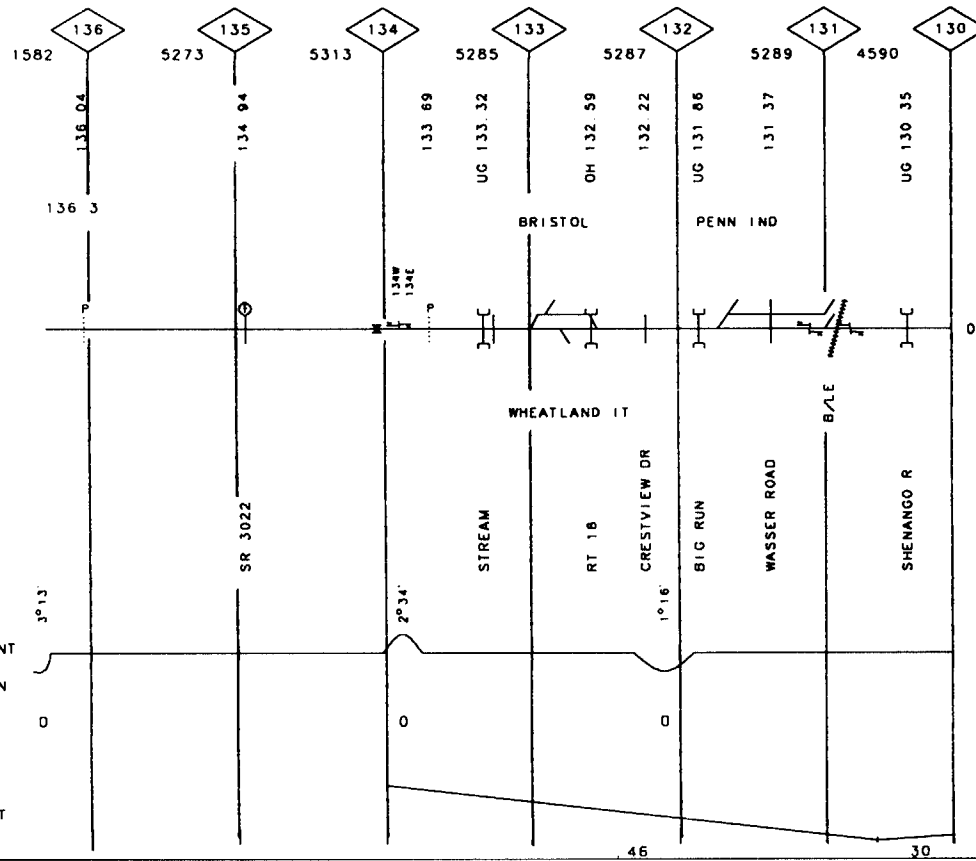 136 135 134 133 132 131 130
1582 5273 5313 5285 5287 5289 4590
136 04
134 94
133 69
UG 133. 32
OH 132. 59
132. 22
UG 131 86
131 37
UG 130 35
136 3
BRISTOL PENN IND
134W
134E
P T P
0
WHEATLAND IT
B/LE
SR 3022
STREAM
RT 18
CRESTVIEW DR
BIG RUN
WASSER ROAD
SHENANGO R
3°13'
2°34'
1°16'
NT
N
0 0 0
T
.46 30